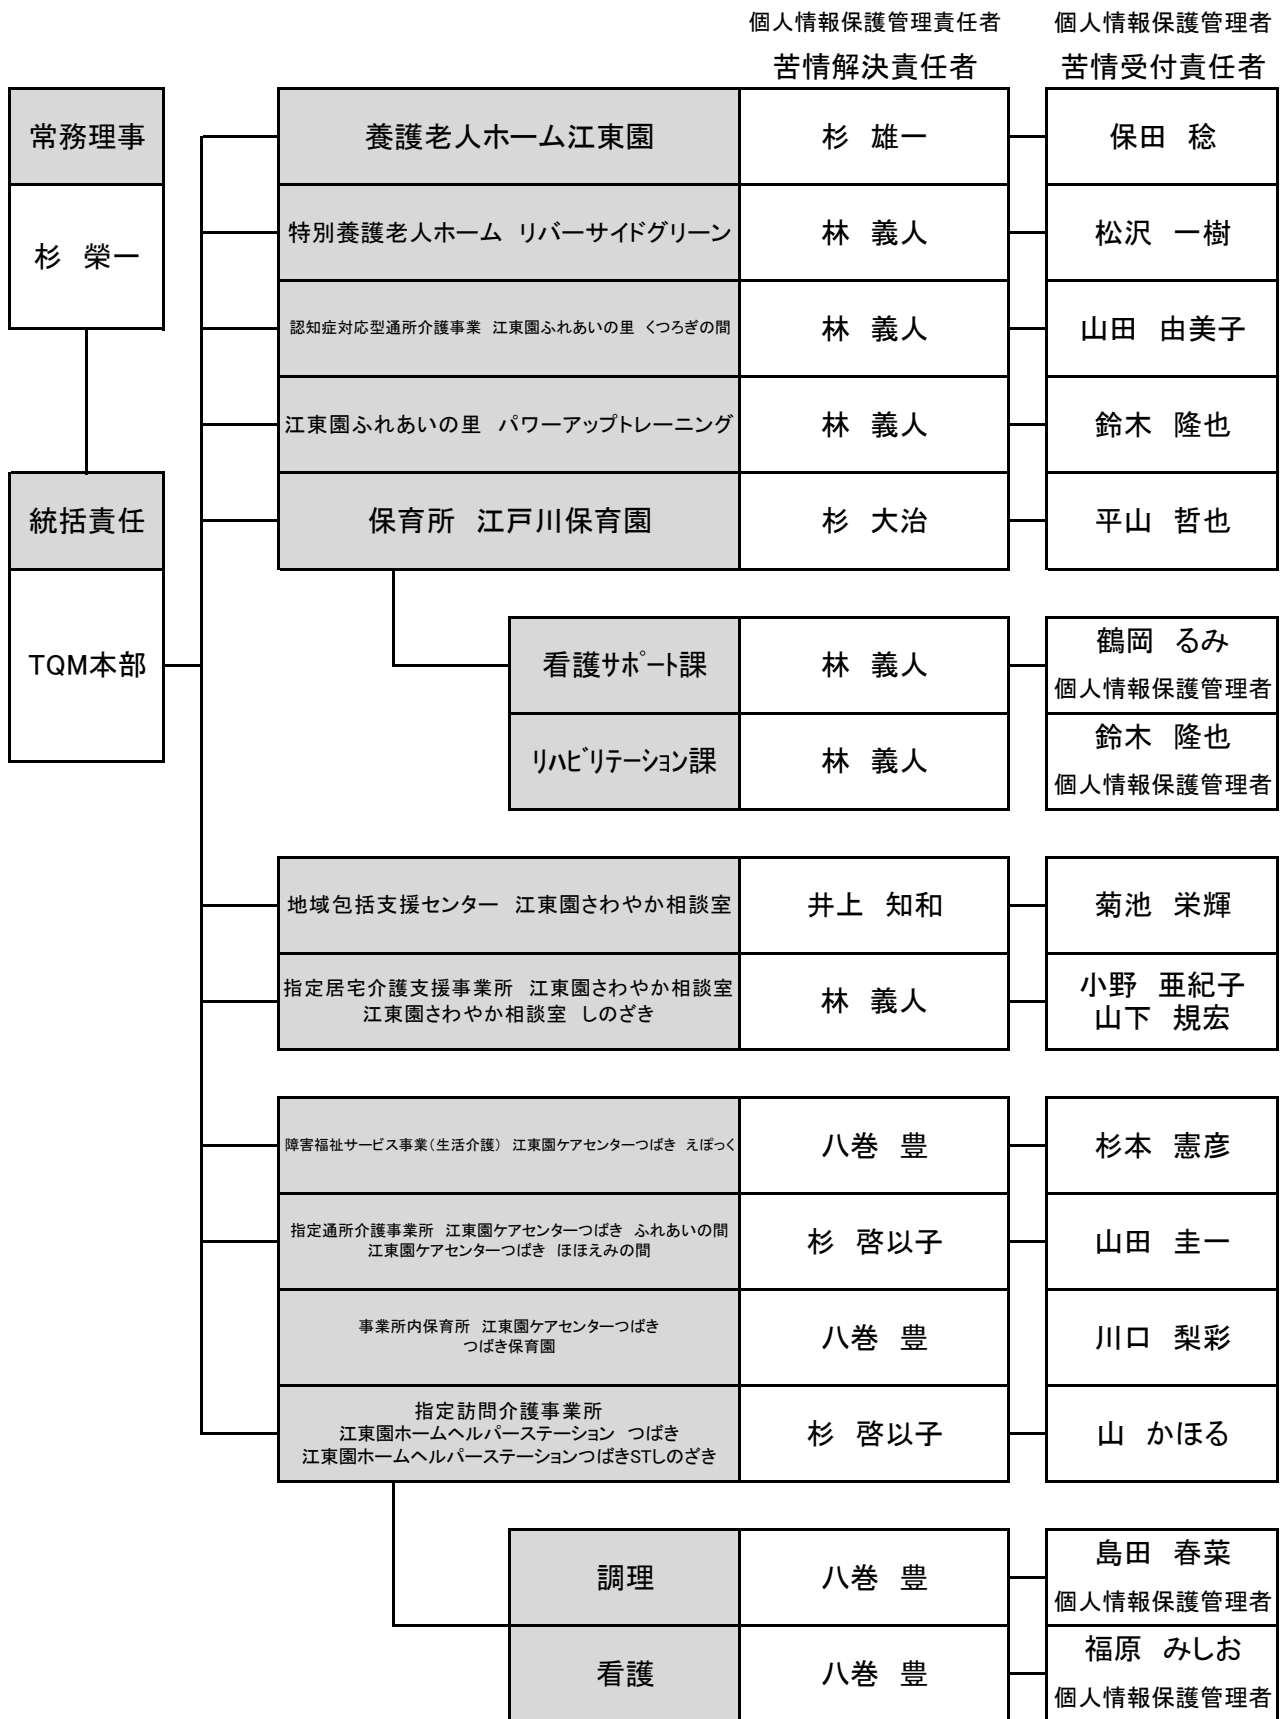 個人情報保護管理責任者　個人情報保護管理者
苦情解決責任者　苦情受付責任者
常務理事
杉　榮一
統括責任
TQM本部
養護老人ホーム江東園　杉　雄一　保田　稔
特別養護老人ホーム　リバーサイドグリーン　林　義人　松沢　一樹
認知症対応型通所介護事業　江東園ふれあいの里　くつろぎの間　林　義人　山田　由美子
江東園ふれあいの里　パワーアップトレーニング　林　義人　鈴木　隆也
保育所　江戸川保育園　杉　大治　平山　哲也
看護ｻﾎﾟｰﾄ課　林　義人　鶴岡　るみ
個人情報保護管理者
ﾘﾊﾋﾞﾘﾃｰｼｮﾝ課　林　義人　鈴木　隆也
個人情報保護管理者
地域包括支援センター　江東園さわやか相談室　井上　知和　菊池　栄輝
指定居宅介護支援事業所　江東園さわやか相談室
江東園さわやか相談室　しのざき　林　義人　小野　亜紀子
山下　規宏
障害福祉サービス事業（生活介護）　江東園ケアセンターつばき　えぽっく　八巻　豊　杉本　憲彦
指定通所介護事業所　江東園ケアセンターつばき　ふれあいの間
江東園ケアセンターつばき　ほほえみの間　杉　啓以子　山田　圭一
事業所内保育所　江東園ケアセンターつばき
つばき保育園　八巻　豊　川口　梨彩
指定訪問介護事業所
江東園ホームヘルパーステーション　つばき
江東園ホームヘルパーステーションつばきSTしのざき　杉　啓以子　山　かほる
調理　八巻　豊　島田　春菜
個人情報保護管理者
看護　八巻　豊　福原　みしお
個人情報保護管理者